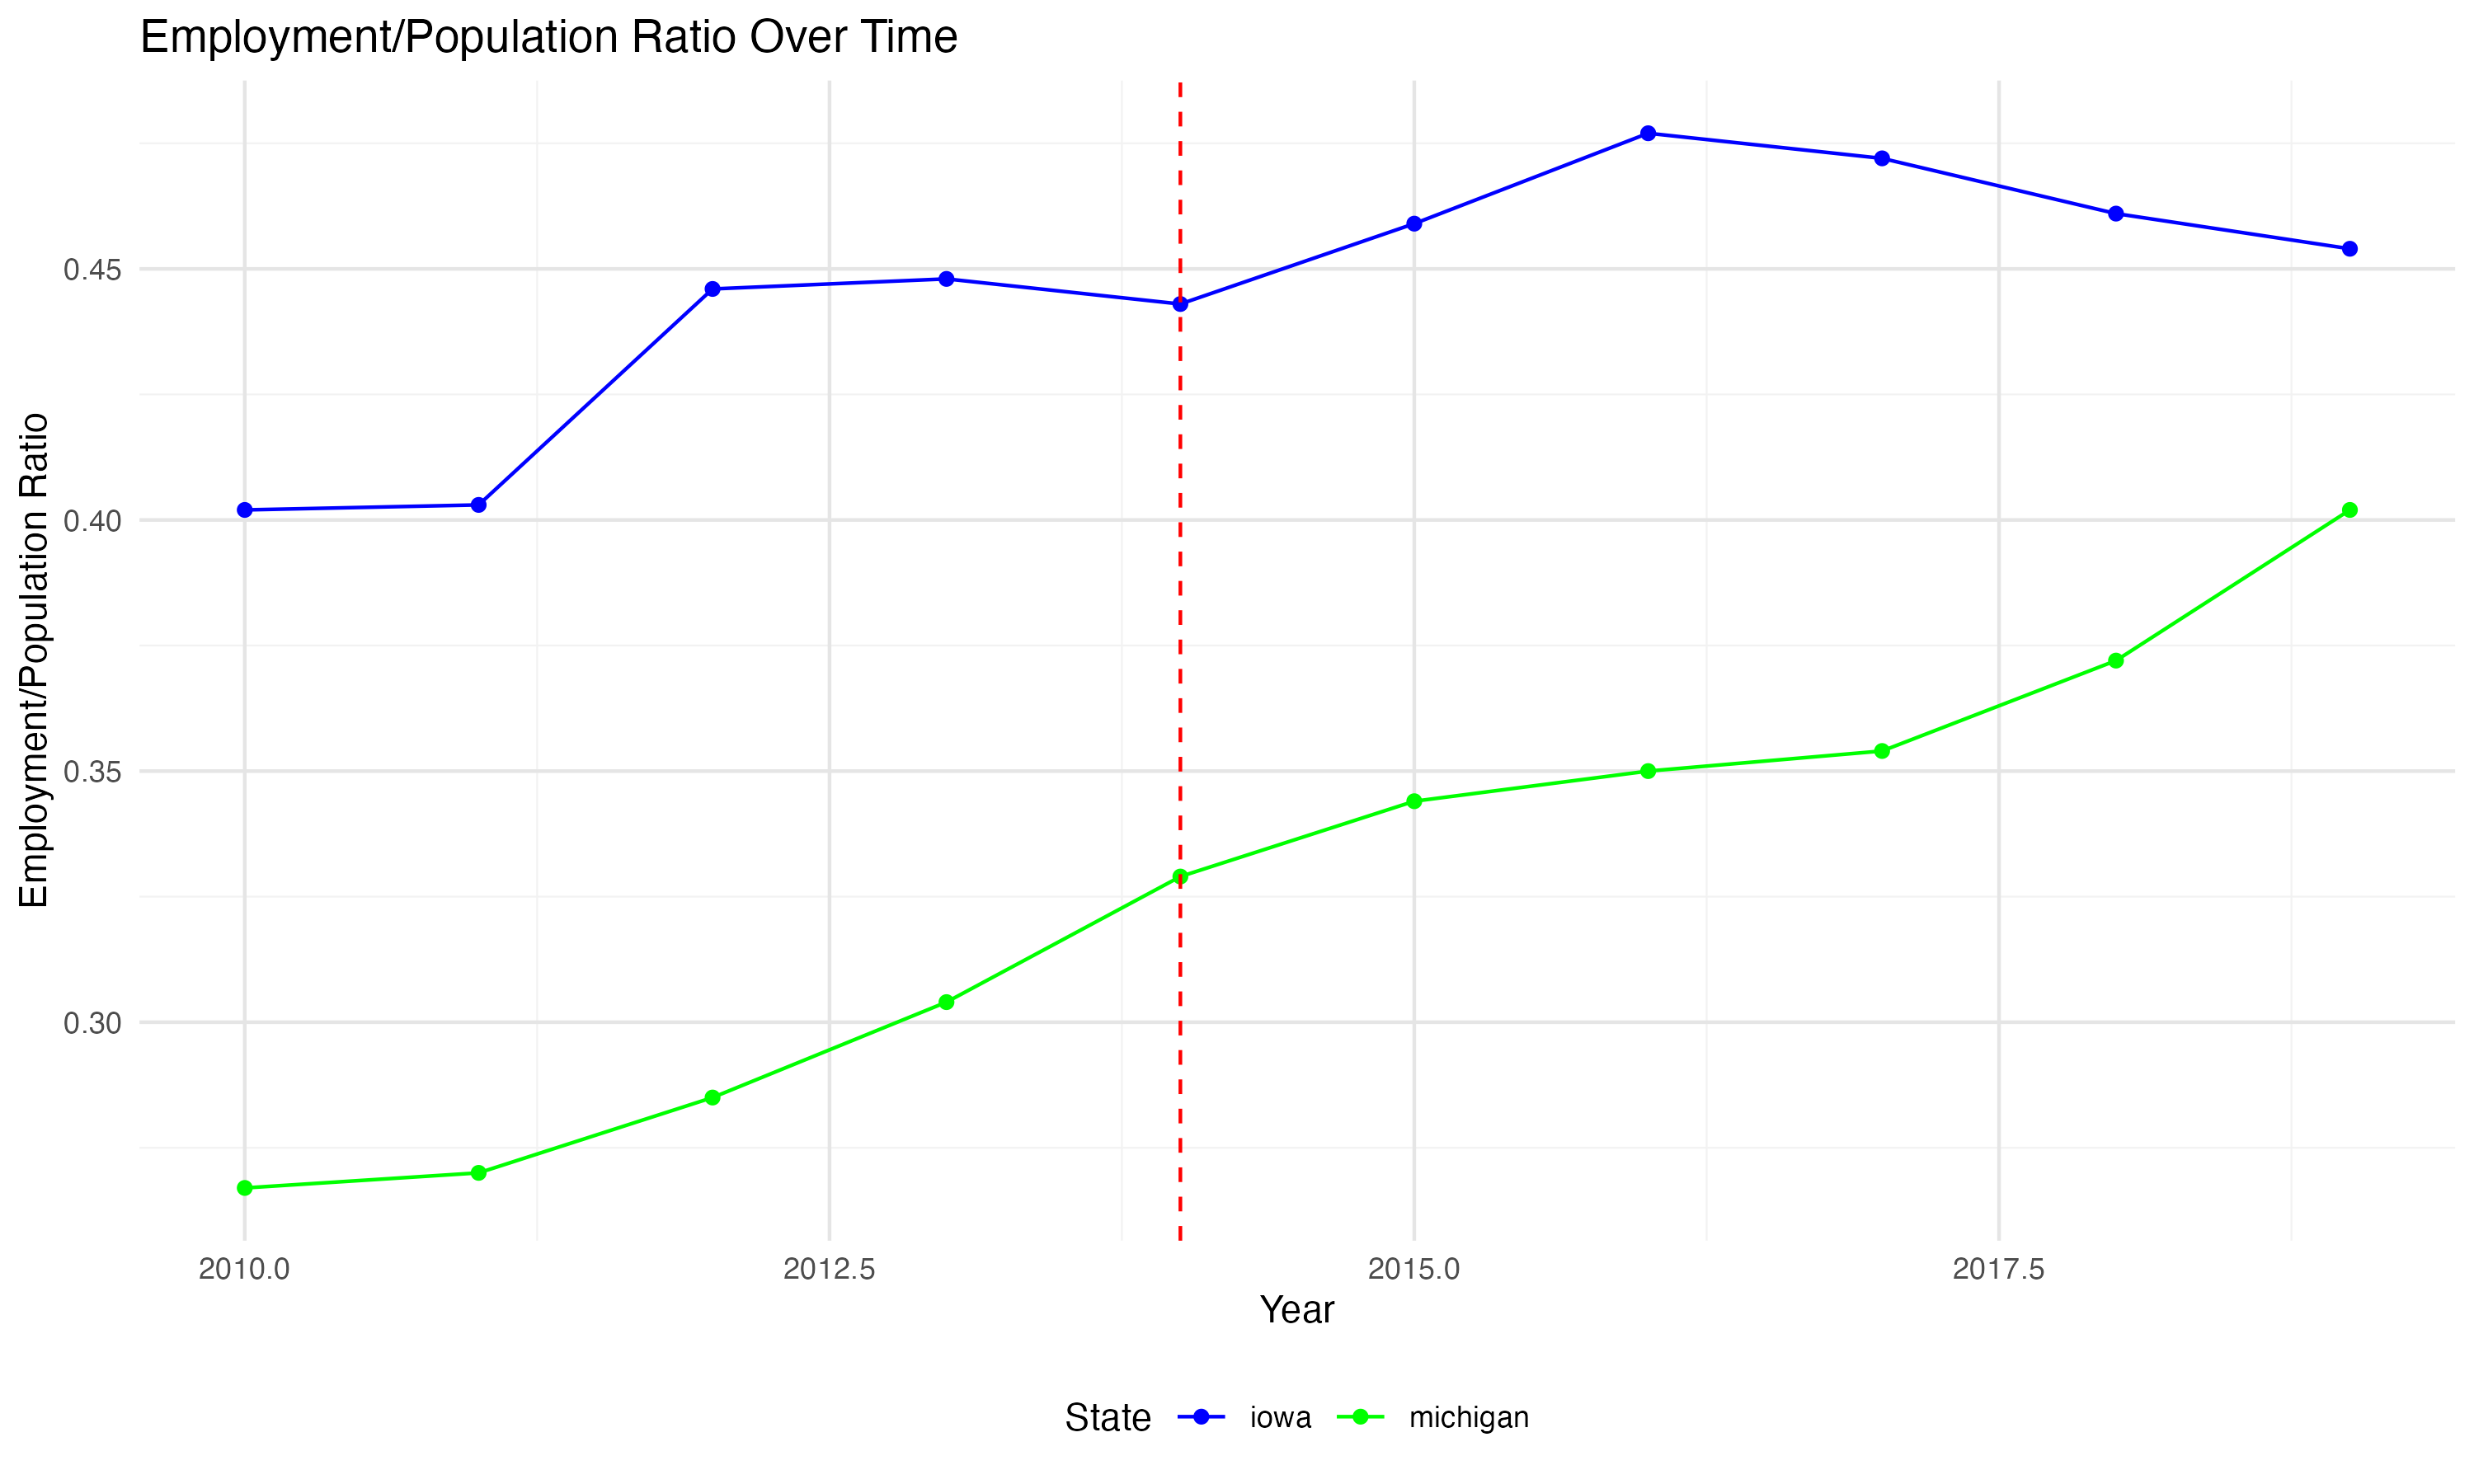 Employment/Population Ratio Over Time
Employment/Population Ratio
0.45
0.40
0.35
0.30
2010.0 2012.5 2015.0 2017.5
Year
State iowa michigan